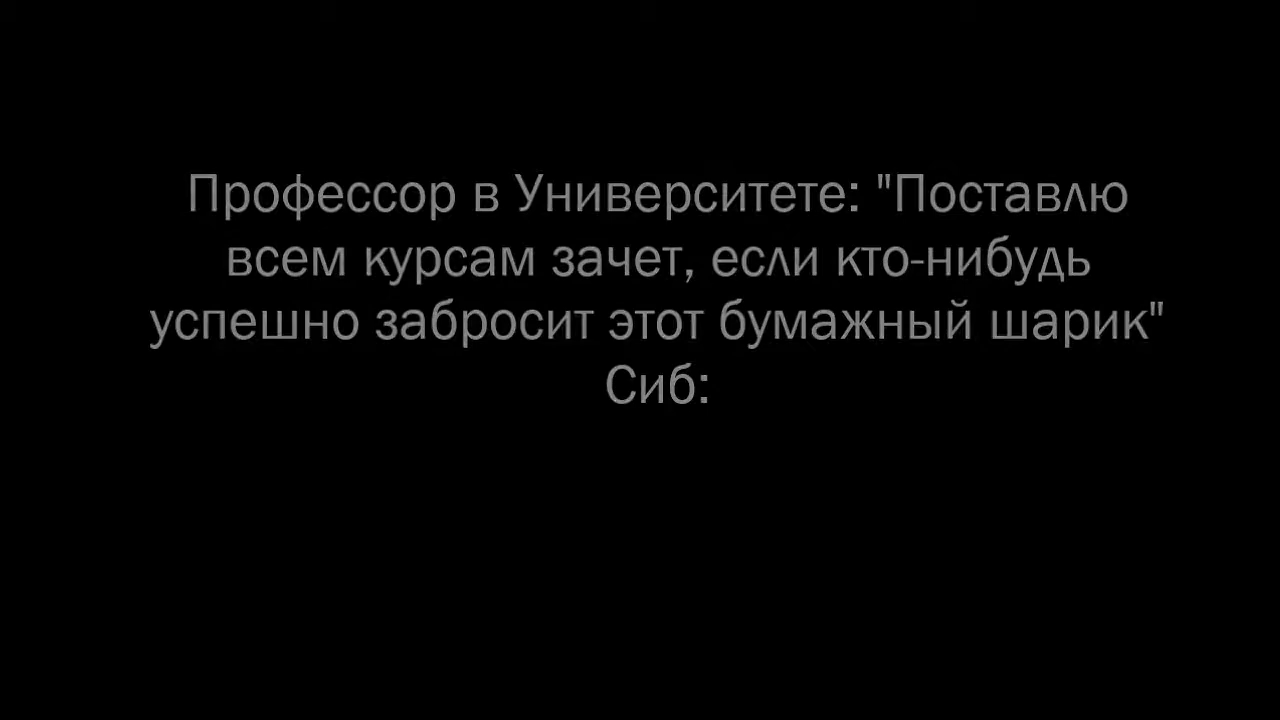 Профессор в Университете: "Поставлю
всем курсам зачет, если кто-нибудь
успешно забросит этот бумажный шарик"
Сиб: